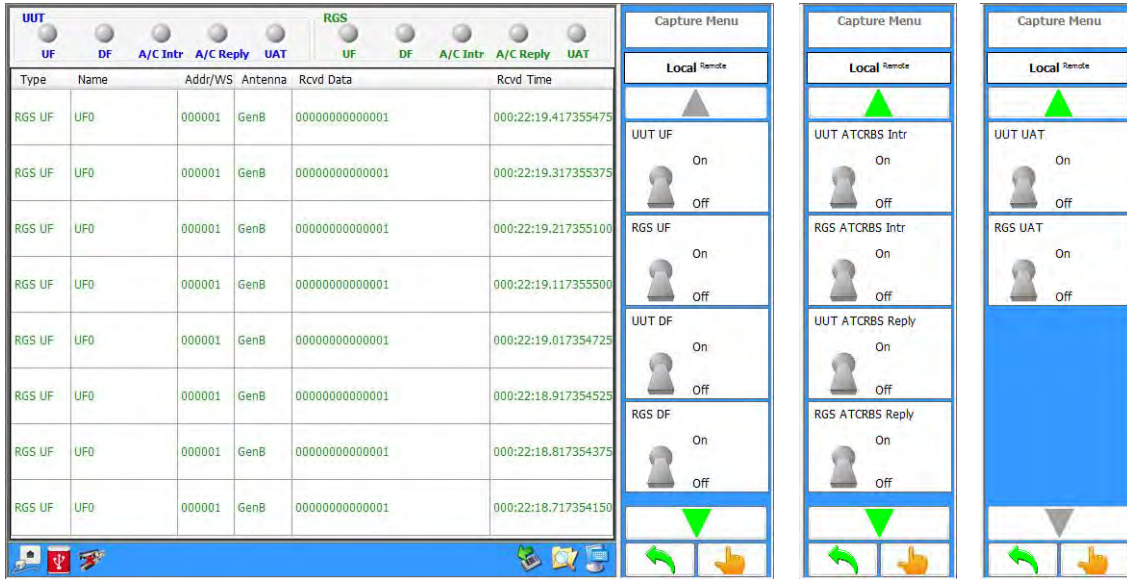 UUT
RGS
UF DF A/C Intr A/C Reply UAT UF DF A/C Intr A/C Reply UAT
Type Name Addr/WS Antenna Rcvd Data Rcvd Time
RGS UF UF0 000001 GenB 00000000000001 000:22:19.417355475
RGS UF UF0 000001 GenB 00000000000001 000:22:19.317355375
RGS UF UF0 000001 GenB 00000000000001 000:22:19.217355100
RGS UF UF0 000001 GenB 00000000000001 000:22:19.117355500
RGS UF UF0 000001 GenB 00000000000001 000:22:19.017354725
RGS UF UF0 000001 GenB 00000000000001 000:22:18.917354525
RGS UF UF0 000001 GenB 00000000000001 000:22:18.817354375
RGS UF UF0 000001 GenB 00000000000001 000:22:18.717354150
Capture Menu
Local Remote
UUT UF
On
Off
RGS UF
On
Off
UUT DF
On
Off
RGS DF
On
Off
Capture Menu
Local Remote
UUT ATCRBS Intr
On
Off
RGS ATCRBS Intr
On
Off
UUT ATCRBS Reply
On
Off
RGS ATCRBS Reply
On
Off
Capture Menu
Local Remote
UUT UAT
On
Off
RGS UAT
On
Off